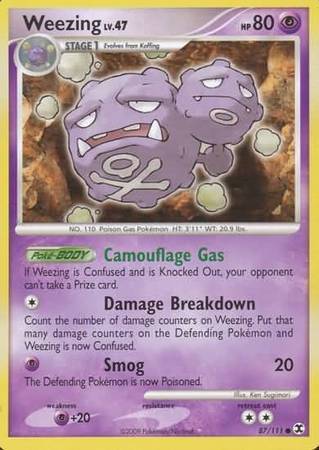 Weezing LV.47 HP 80
STAGE 1 Evolves from Koffing
NO. 110 Poison Gas Pokémon HT: 3'11" WT: 20.9 lbs.
Poké-BODY Camouflage Gas
If Weezing is Confused and is Knocked Out, your opponent
can't take a Prize card.
Damage Breakdown
Count the number of damage counters on Weezing. Put that
many damage counters on the Defending Pokémon and
Weezing is now Confused.
Smog 20
The Defending Pokémon is now Poisoned.
Illus. Ken Sugimori
weakness resistance retreat cost
+20
©2009 Pokémon/Nintendo 87/111